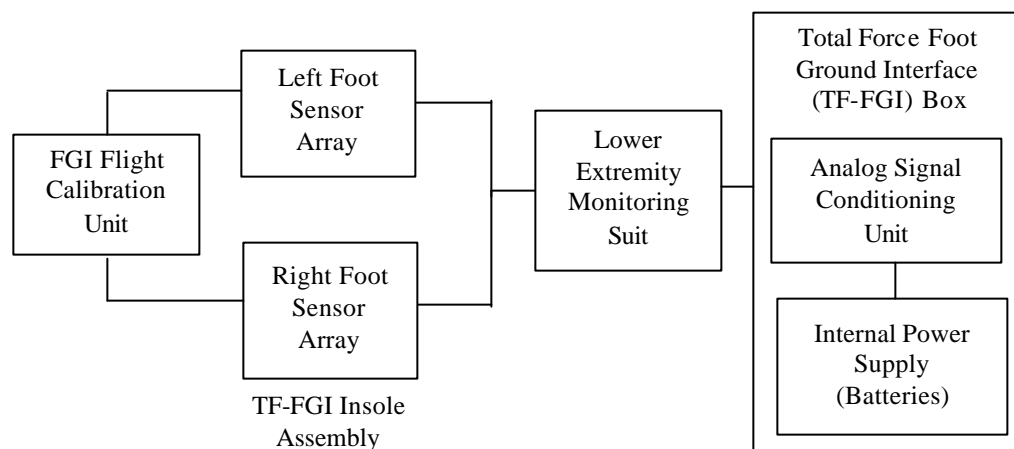 FGI Flight
Calibration
Unit
Left Foot
Sensor
Array
Right Foot
Sensor
Array
TF-FGI Insole
Assembly
Lower
Extremity
Monitoring
Suit
Total Force Foot
Ground Interface
(TF-FGI) Box
Analog Signal
Conditioning
Unit
Internal Power
Supply
(Batteries)